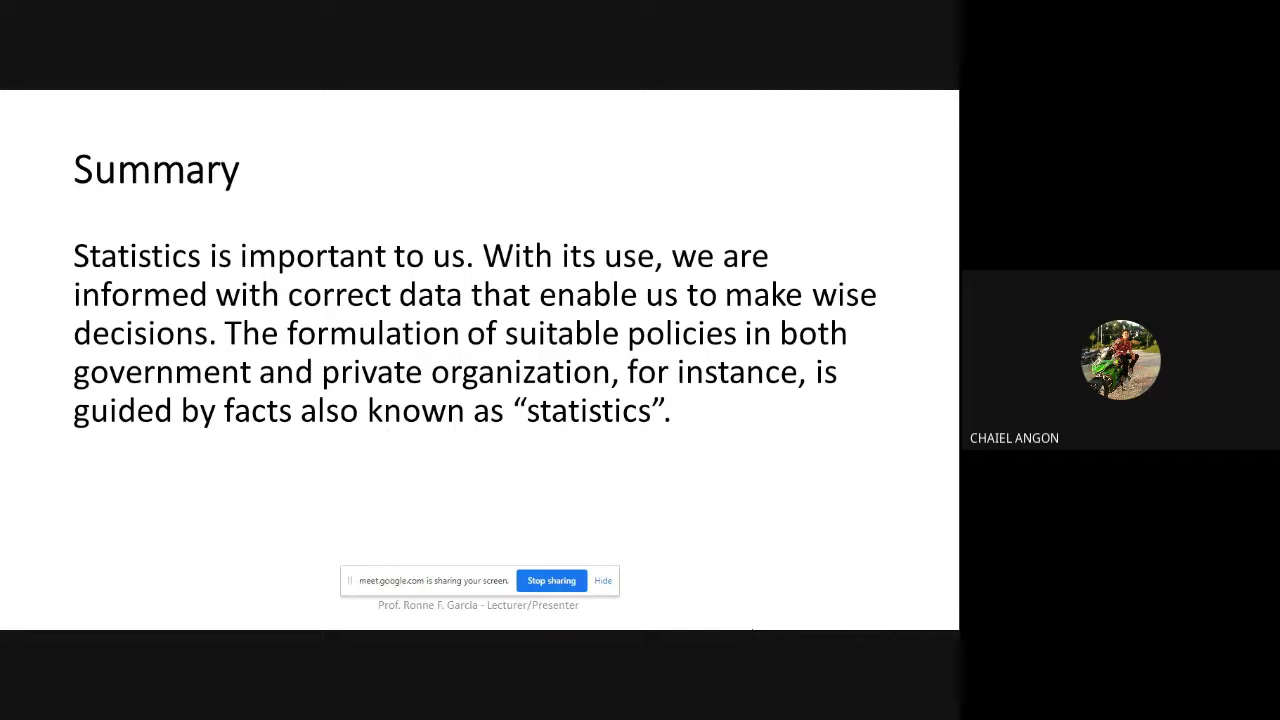 Summary
Statistics is important to us. With its use, we are
informed with correct data that enable us to make wise
decisions. The formulation of suitable policies in both
government and private organization, for instance, is
guided by facts also known as “statistics”.
CHAIEL ANGON
meet.google.com is sharing your screen. Stop sharing Hide
Prof. Ronne F. Garcia - Lecturer/Presenter